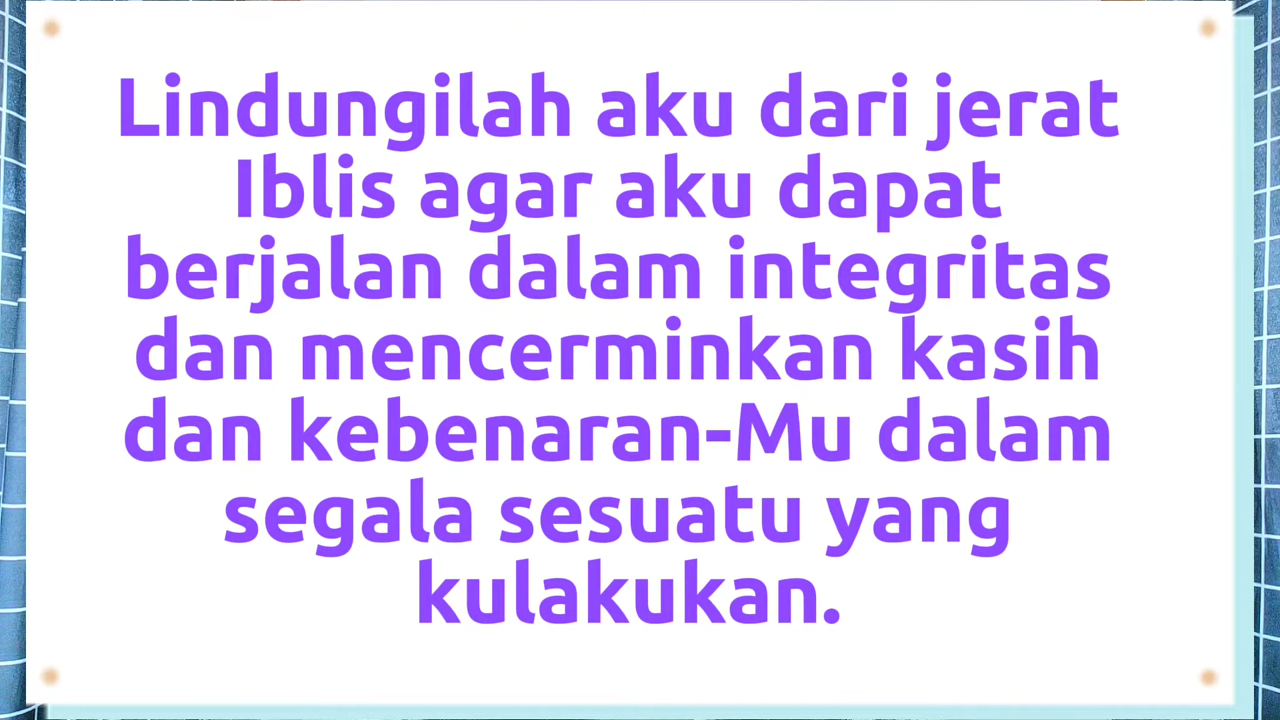 Lindungilah aku dari jerat
Iblis agar aku dapat
berjalan dalam integritas
dan mencerminkan kasih
dan kebenaran-Mu dalam
segala sesuatu yang
kulakukan.